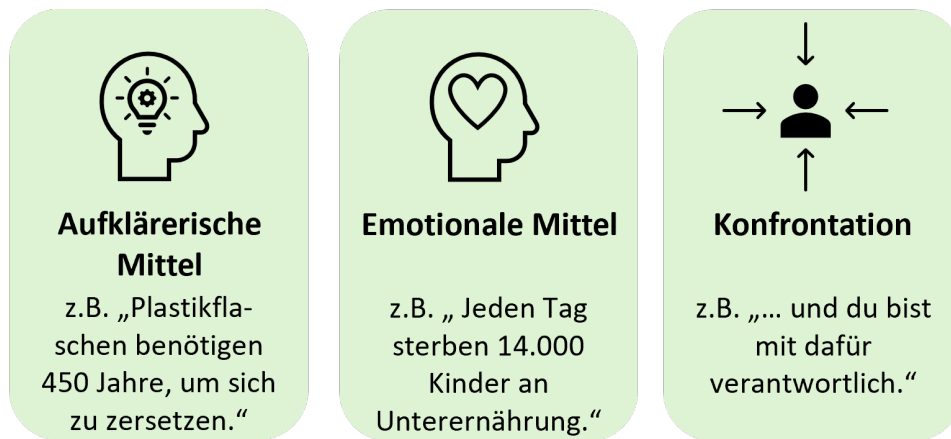 Aufklärerische
Mittel
z.B. „Plastikfla-
schen benötigen
450 Jahre, um sich
zu zersetzen.“
Emotionale Mittel
z.B. „ Jeden Tag
sterben 14.000
Kinder an
Unterernährung.“
Konfrontation
z.B. „… und du bist
mit dafür
verantwortlich.“